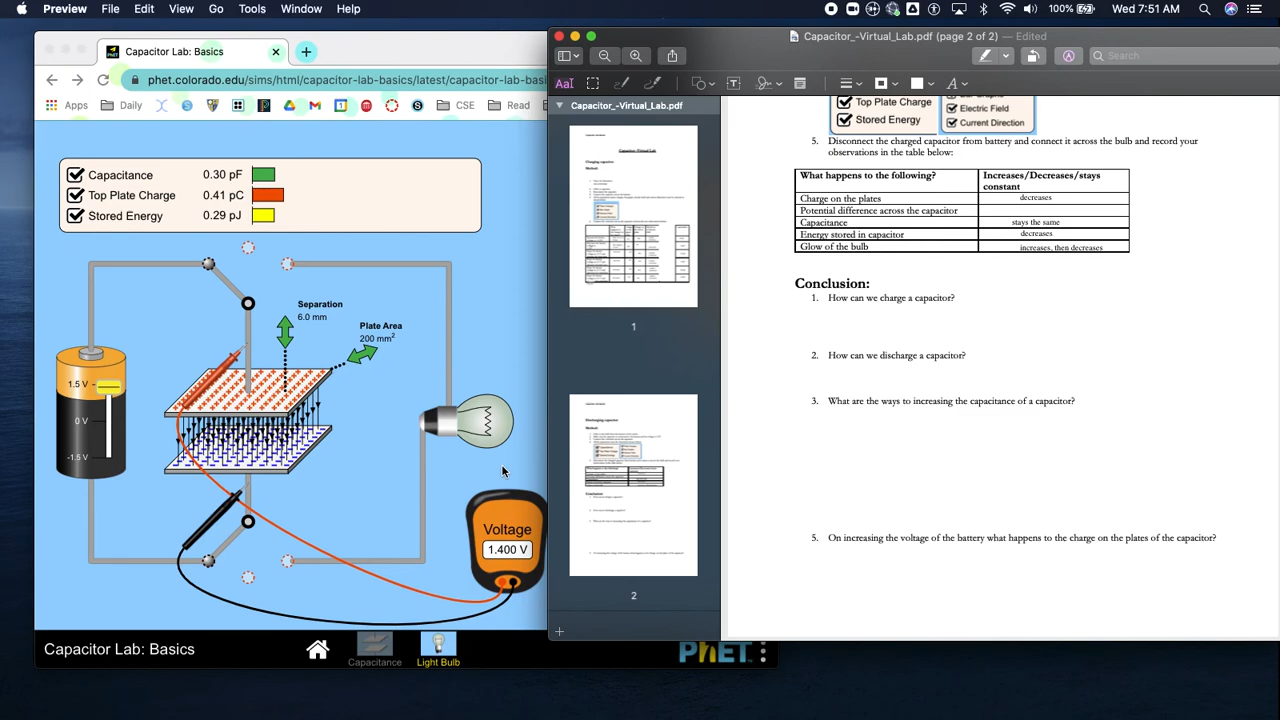 Preview File Edit View Go Tools Window Help
100% Wed 7:51 AM
Capacitor Lab: Basics
phet.colorado.edu/sims/html/capacitor-lab-basics/latest/capacitor-lab-bas
Apps Daily CSE Read
Capacitance 0.30 pF
Top Plate Charge 0.41 pC
Stored Energy 0.29 pJ
Separation
6.0 mm
Plate Area
200 mm²
1.5 V
0 V
-1.5 V
Voltage
1.400 V
Capacitor Lab: Basics
Capacitance
Light Bulb
PhET
Capacitor_-Virtual_Lab.pdf (page 2 of 2) — Edited
Search
AaI
A
Capacitor_-Virtual_Lab.pdf
1
2
Top Plate Charge
Stored Energy
Electric Field
Current Direction
5. Disconnect the charged capacitor from battery and connect it across the bulb and record your
observations in the table below:
What happens to the following? Increases/Decreases/stays
constant
Charge on the plates decreases
Potential difference across the capacitor
Capacitance stays the same
Energy stored in capacitor decreases
Glow of the bulb increases, then decreases
Conclusion:
1. How can we charge a capacitor?
2. How can we discharge a capacitor?
3. What are the ways to increasing the capacitance of a capacitor?
5. On increasing the voltage of the battery what happens to the charge on the plates of the capacitor?